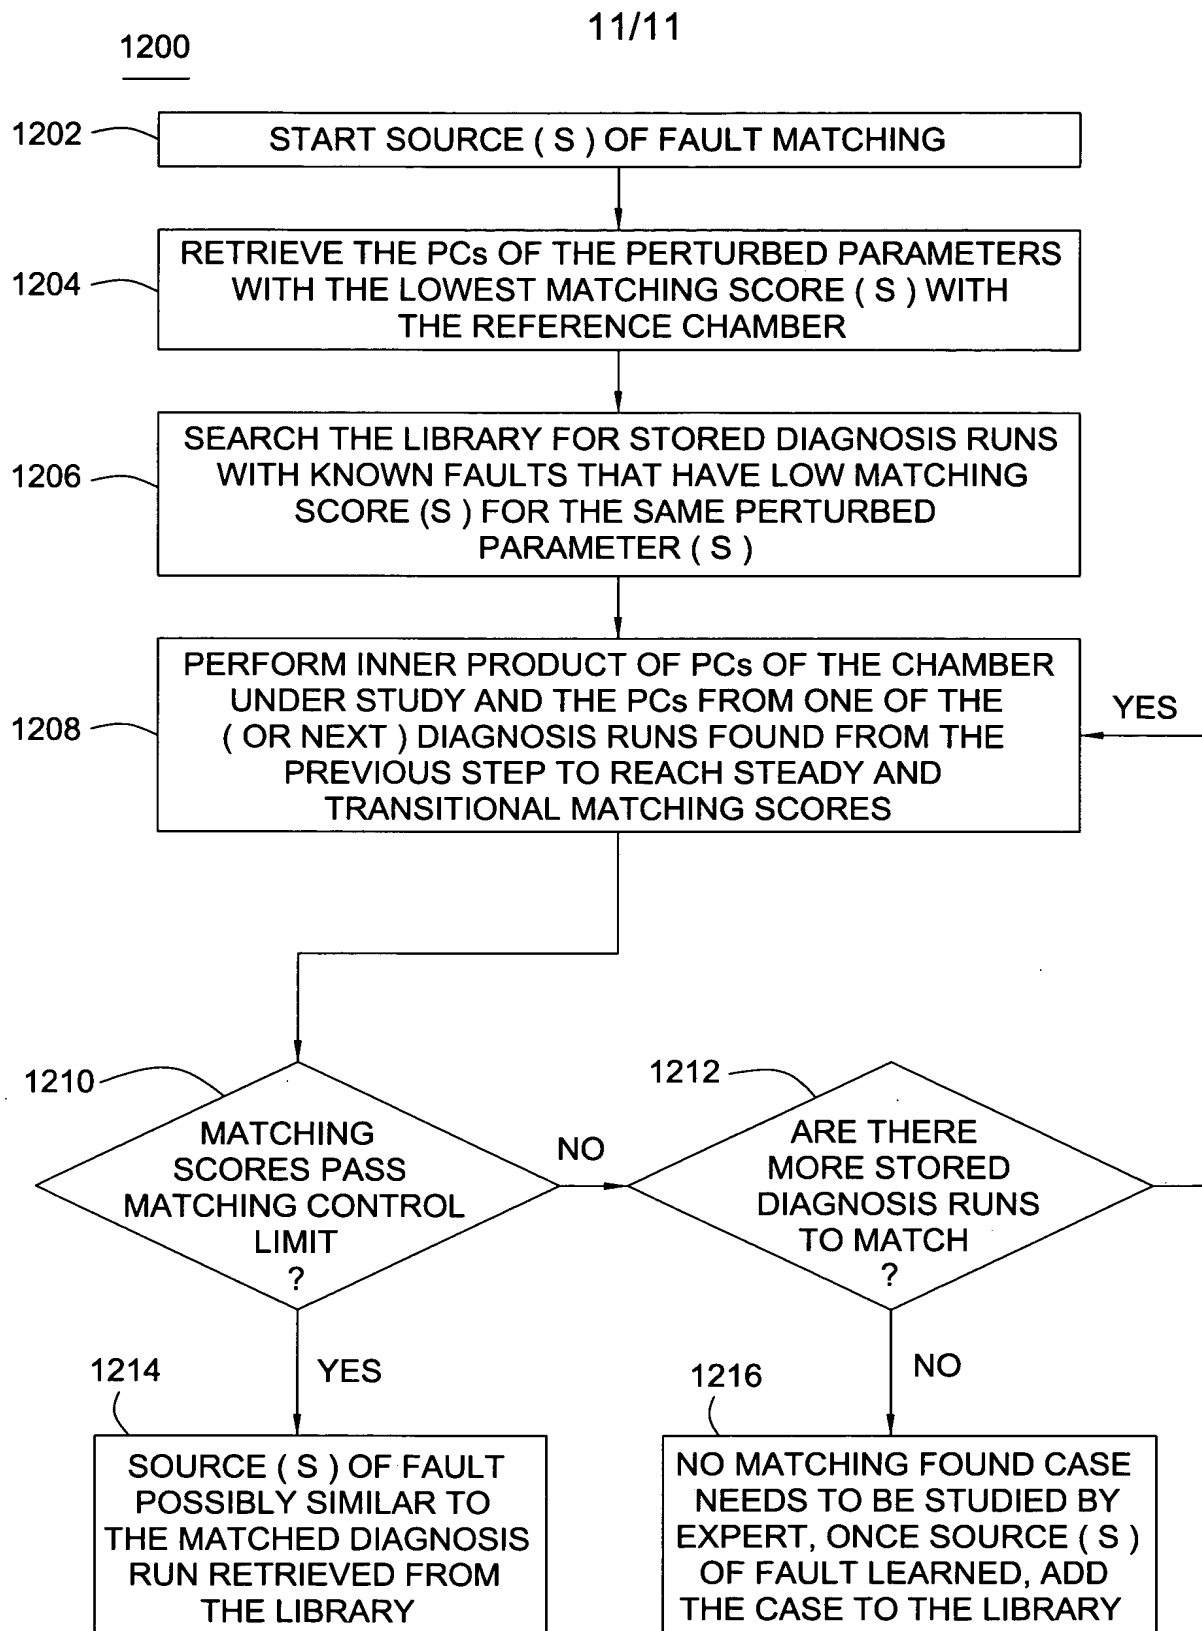 11/11
1200
1202
START SOURCE ( S ) OF FAULT MATCHING
1204
RETRIEVE THE PCs OF THE PERTURBED PARAMETERS
WITH THE LOWEST MATCHING SCORE ( S ) WITH
THE REFERENCE CHAMBER
1206
SEARCH THE LIBRARY FOR STORED DIAGNOSIS RUNS
WITH KNOWN FAULTS THAT HAVE LOW MATCHING
SCORE (S ) FOR THE SAME PERTURBED
PARAMETER ( S )
1208
PERFORM INNER PRODUCT OF PCs OF THE CHAMBER
UNDER STUDY AND THE PCs FROM ONE OF THE
( OR NEXT ) DIAGNOSIS RUNS FOUND FROM THE
PREVIOUS STEP TO REACH STEADY AND
TRANSITIONAL MATCHING SCORES
YES
1210
MATCHING
SCORES PASS
MATCHING CONTROL
LIMIT
?
NO
1212
ARE THERE
MORE STORED
DIAGNOSIS RUNS
TO MATCH
?
YES
NO
1214
SOURCE ( S ) OF FAULT
POSSIBLY SIMILAR TO
THE MATCHED DIAGNOSIS
RUN RETRIEVED FROM
THE LIBRARY
1216
NO MATCHING FOUND CASE
NEEDS TO BE STUDIED BY
EXPERT, ONCE SOURCE ( S )
OF FAULT LEARNED, ADD
THE CASE TO THE LIBRARY